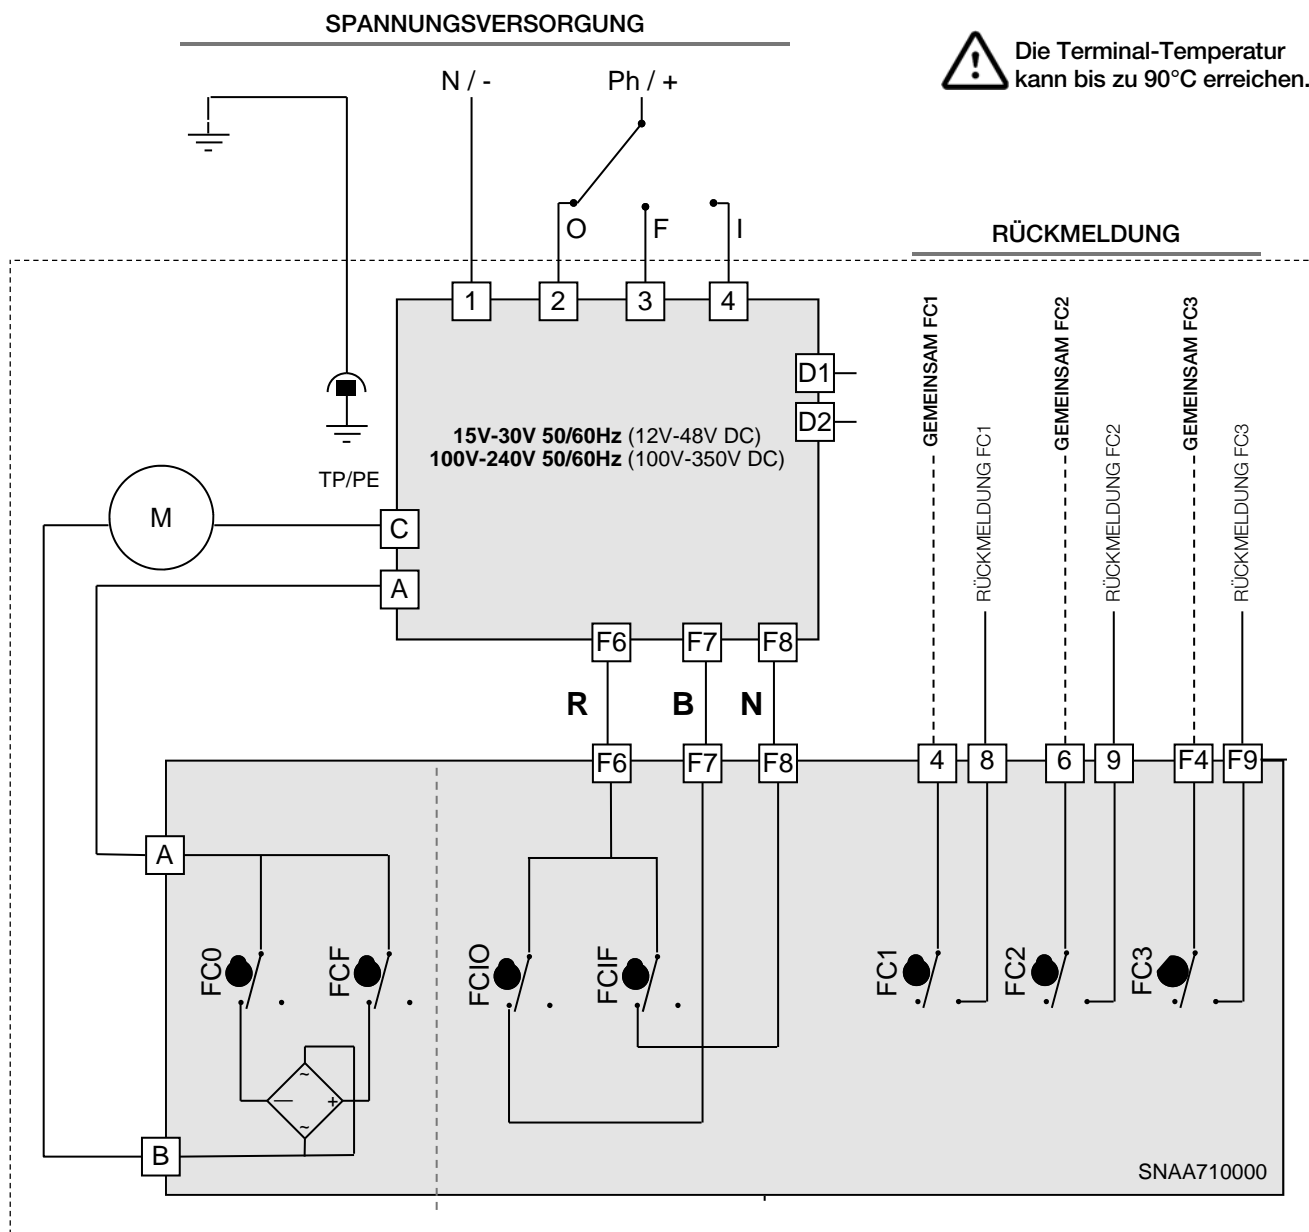 SPANNUNGSVERSORGUNG
Die Terminal-Temperatur
kann bis zu 90°C erreichen.
N / -
Ph / +
O
F
I
RÜCKMELDUNG
1
2
3
4
D1
D2
15V-30V 50/60Hz (12V-48V DC)
100V-240V 50/60Hz (100V-350V DC)
TP/PE
M
C
A
F6
F7
F8
R
B
N
GEMEINSAM FC1
RÜCKMELDUNG FC1
GEMEINSAM FC2
RÜCKMELDUNG FC2
GEMEINSAM FC3
RÜCKMELDUNG FC3
F6
F7
F8
4
8
6
9
F4
F9
A
FC0
FCF
FCIO
FCIF
FC1
FC2
FC3
~
—
+
~
B
SNAA710000